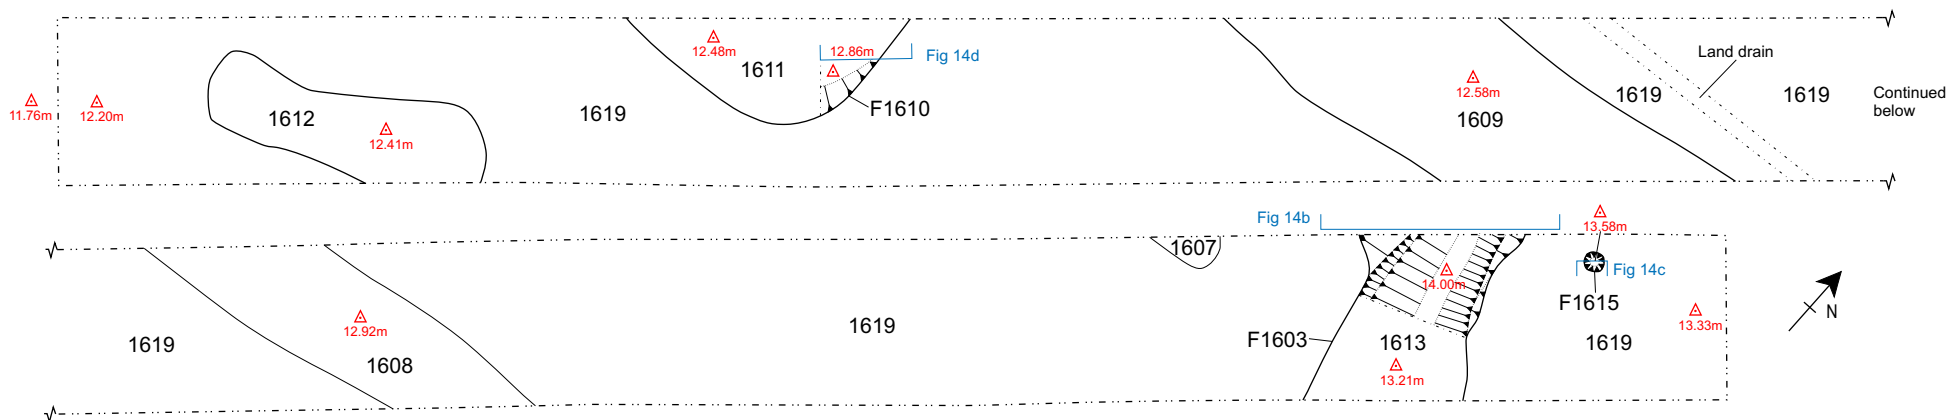 12.48m
12.86m
Fig 14d
1611
Land drain
11.76m
12.20m
1612
12.41m
1619
F1610
12.58m
1609
1619
1619
Continued
below
Fig 14b
13.58m
1607
14.00m
Fig 14c
F1615
1619
12.92m
1608
1619
F1603
1613
13.21m
1619
13.33m
N